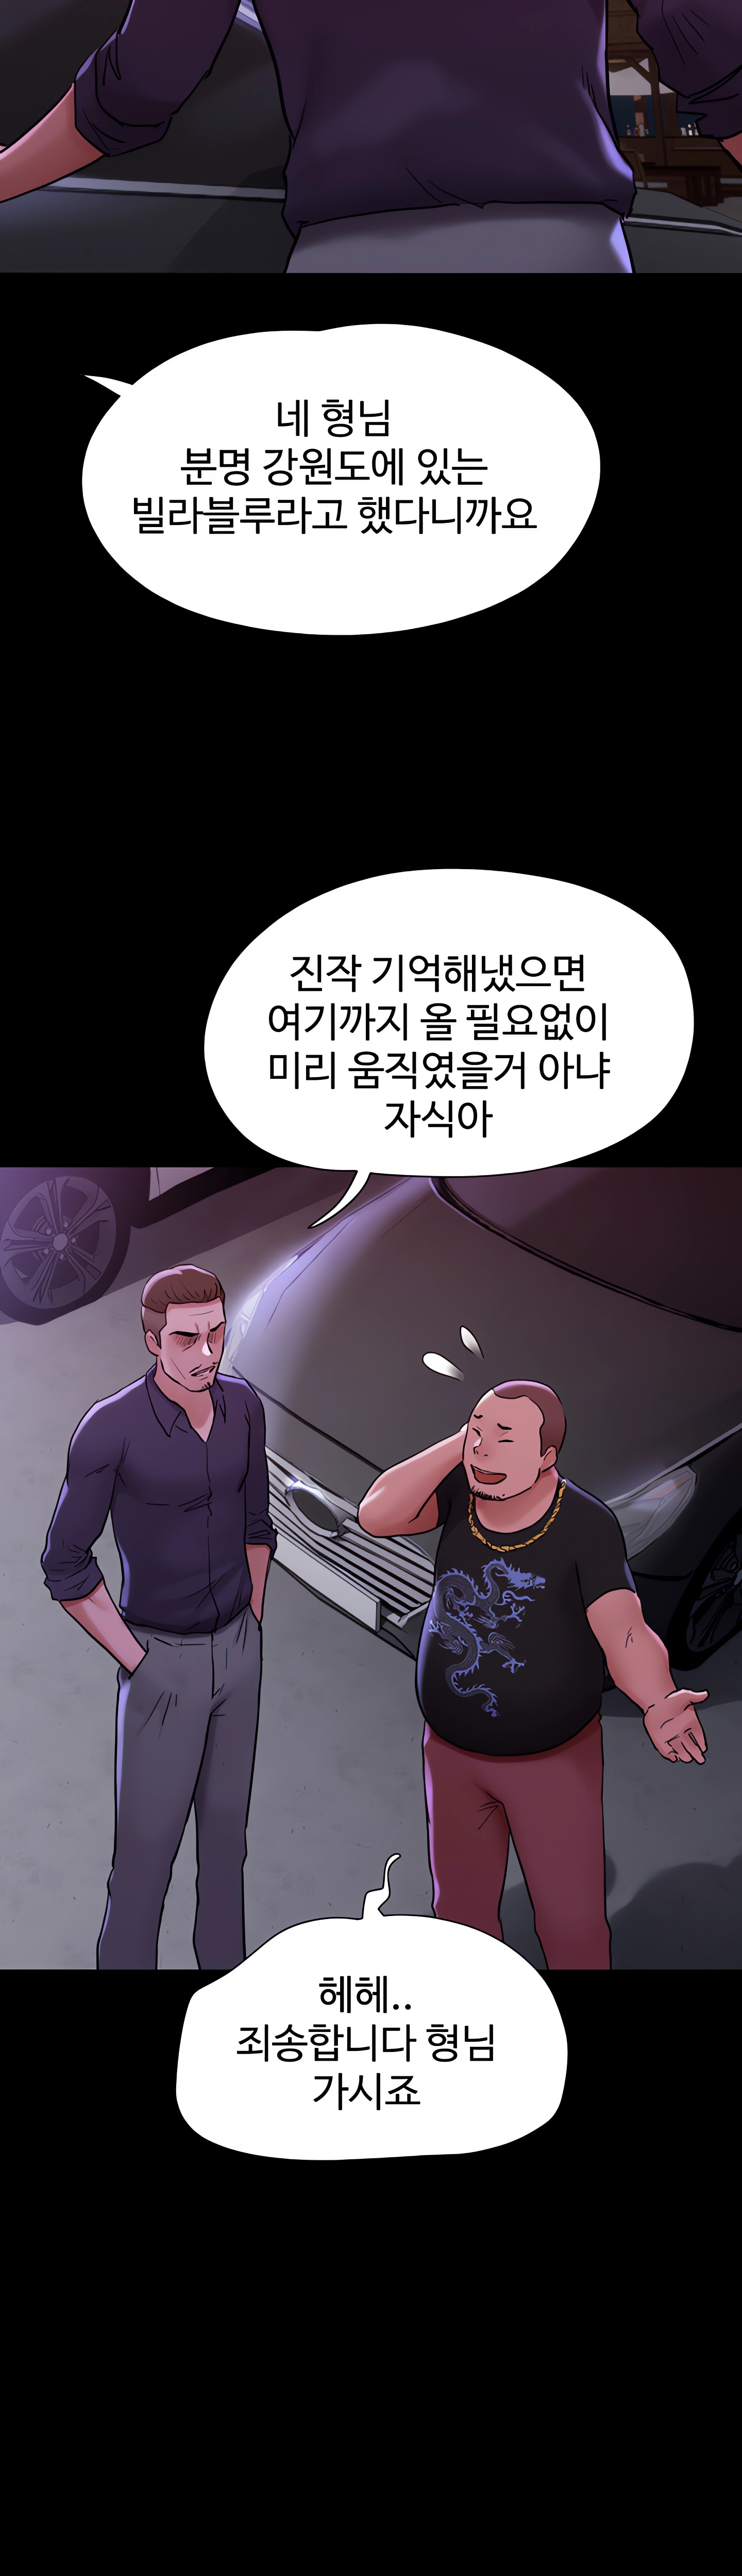 네 형님
분명 강원도에 있는
빌라블루라고 했다니까요
진작 기억해냈으면
여기까지 올 필요없이
미리 움직였을거 아냐
자식아
헤헤..
죄송합니다 형님
가시죠